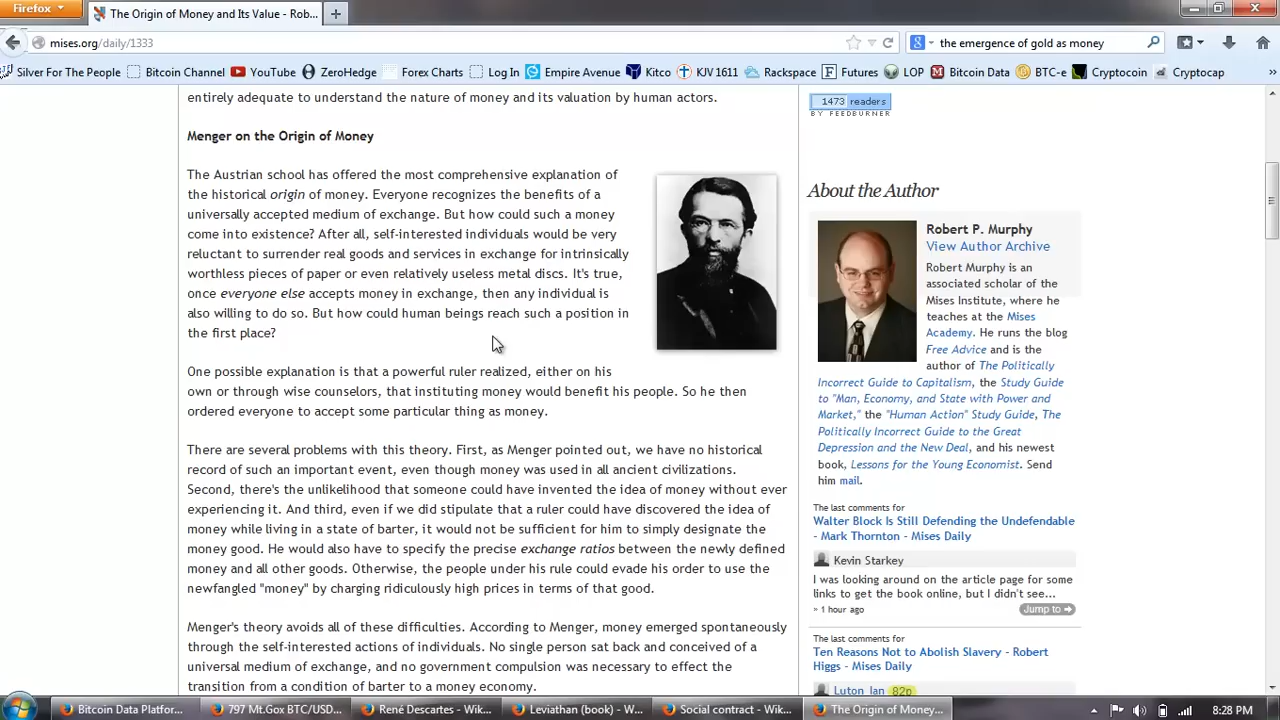 Firefox
The Origin of Money and Its Value - Rob...
mises.org/daily/1333
the emergence of gold as money
Silver For The People
Bitcoin Channel
YouTube
ZeroHedge
Forex Charts
Log In
Empire Avenue
Kitco
KJV 1611
Rackspace
Futures
LOP
Bitcoin Data
BTC-e
Cryptocoin
Cryptocap
entirely adequate to understand the nature of money and its valuation by human actors.
Menger on the Origin of Money
The Austrian school has offered the most comprehensive explanation of
the historical origin of money. Everyone recognizes the benefits of a
universally accepted medium of exchange. But how could such a money
come into existence? After all, self-interested individuals would be very
reluctant to surrender real goods and services in exchange for intrinsically
worthless pieces of paper or even relatively useless metal discs. It's true,
once everyone else accepts money in exchange, then any individual is
also willing to do so. But how could human beings reach such a position in
the first place?
One possible explanation is that a powerful ruler realized, either on his
own or through wise counselors, that instituting money would benefit his people. So he then
ordered everyone to accept some particular thing as money.
There are several problems with this theory. First, as Menger pointed out, we have no historical
record of such an important event, even though money was used in all ancient civilizations.
Second, there's the unlikelihood that someone could have invented the idea of money without ever
experiencing it. And third, even if we did stipulate that a ruler could have discovered the idea of
money while living in a state of barter, it would not be sufficient for him to simply designate the
money good. He would also have to specify the precise exchange ratios between the newly defined
money and all other goods. Otherwise, the people under his rule could evade his order to use the
newfangled "money" by charging ridiculously high prices in terms of that good.
Menger's theory avoids all of these difficulties. According to Menger, money emerged spontaneously
through the self-interested actions of individuals. No single person sat back and conceived of a
universal medium of exchange, and no government compulsion was necessary to effect the
transition from a condition of barter to a money economy.
1473 readers
BY FEEDBURNER
About the Author
Robert P. Murphy
View Author Archive
Robert Murphy is an
associated scholar of the
Mises Institute, where he
teaches at the Mises
Academy. He runs the blog
Free Advice and is the
author of The Politically
Incorrect Guide to Capitalism, the Study Guide
to "Man, Economy, and State with Power and
Market," the "Human Action" Study Guide, The
Politically Incorrect Guide to the Great
Depression and the New Deal, and his newest
book, Lessons for the Young Economist. Send
him mail.
The last comments for
Walter Block Is Still Defending the Undefendable
- Mark Thornton - Mises Daily
Kevin Starkey
I was looking around on the article page for some
links to get the book online, but I didn't see...
» 1 hour ago
Jump to
The last comments for
Ten Reasons Not to Abolish Slavery - Robert
Higgs - Mises Daily
Luton Ian 82p
Bitcoin Data Platfor...
797 Mt.Gox BTC/USD...
René Descartes - Wik...
Leviathan (book) - W...
Social contract - Wik...
The Origin of Money...
8:28 PM